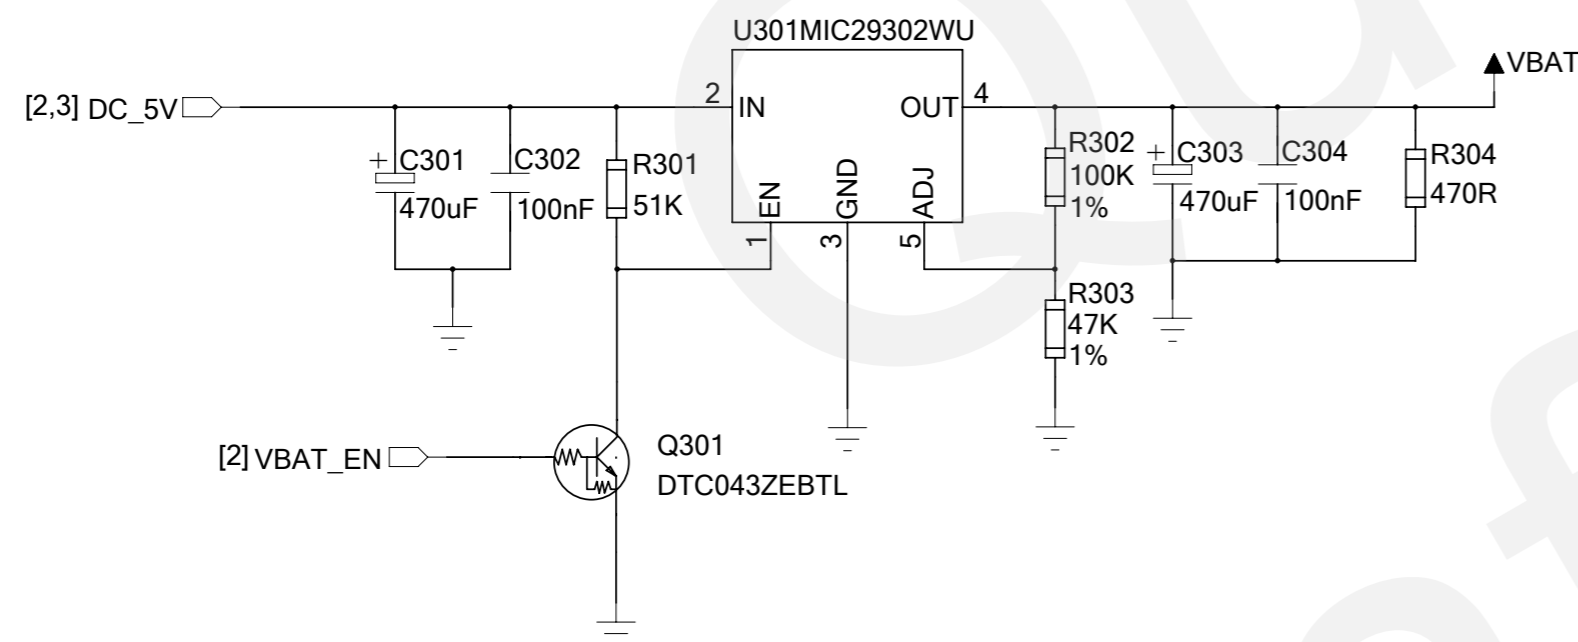 U301MIC29302WU
VBAT
[2,3] DC_5V
2 IN
OUT 4
C301
470uF
C302
100nF
R301
51K
EN
1
GND
3
ADJ
5
R302
100K
1%
C303
470uF
C304
100nF
R304
470R
R303
47K
1%
[2] VBAT_EN
Q301
DTC043ZEBTL